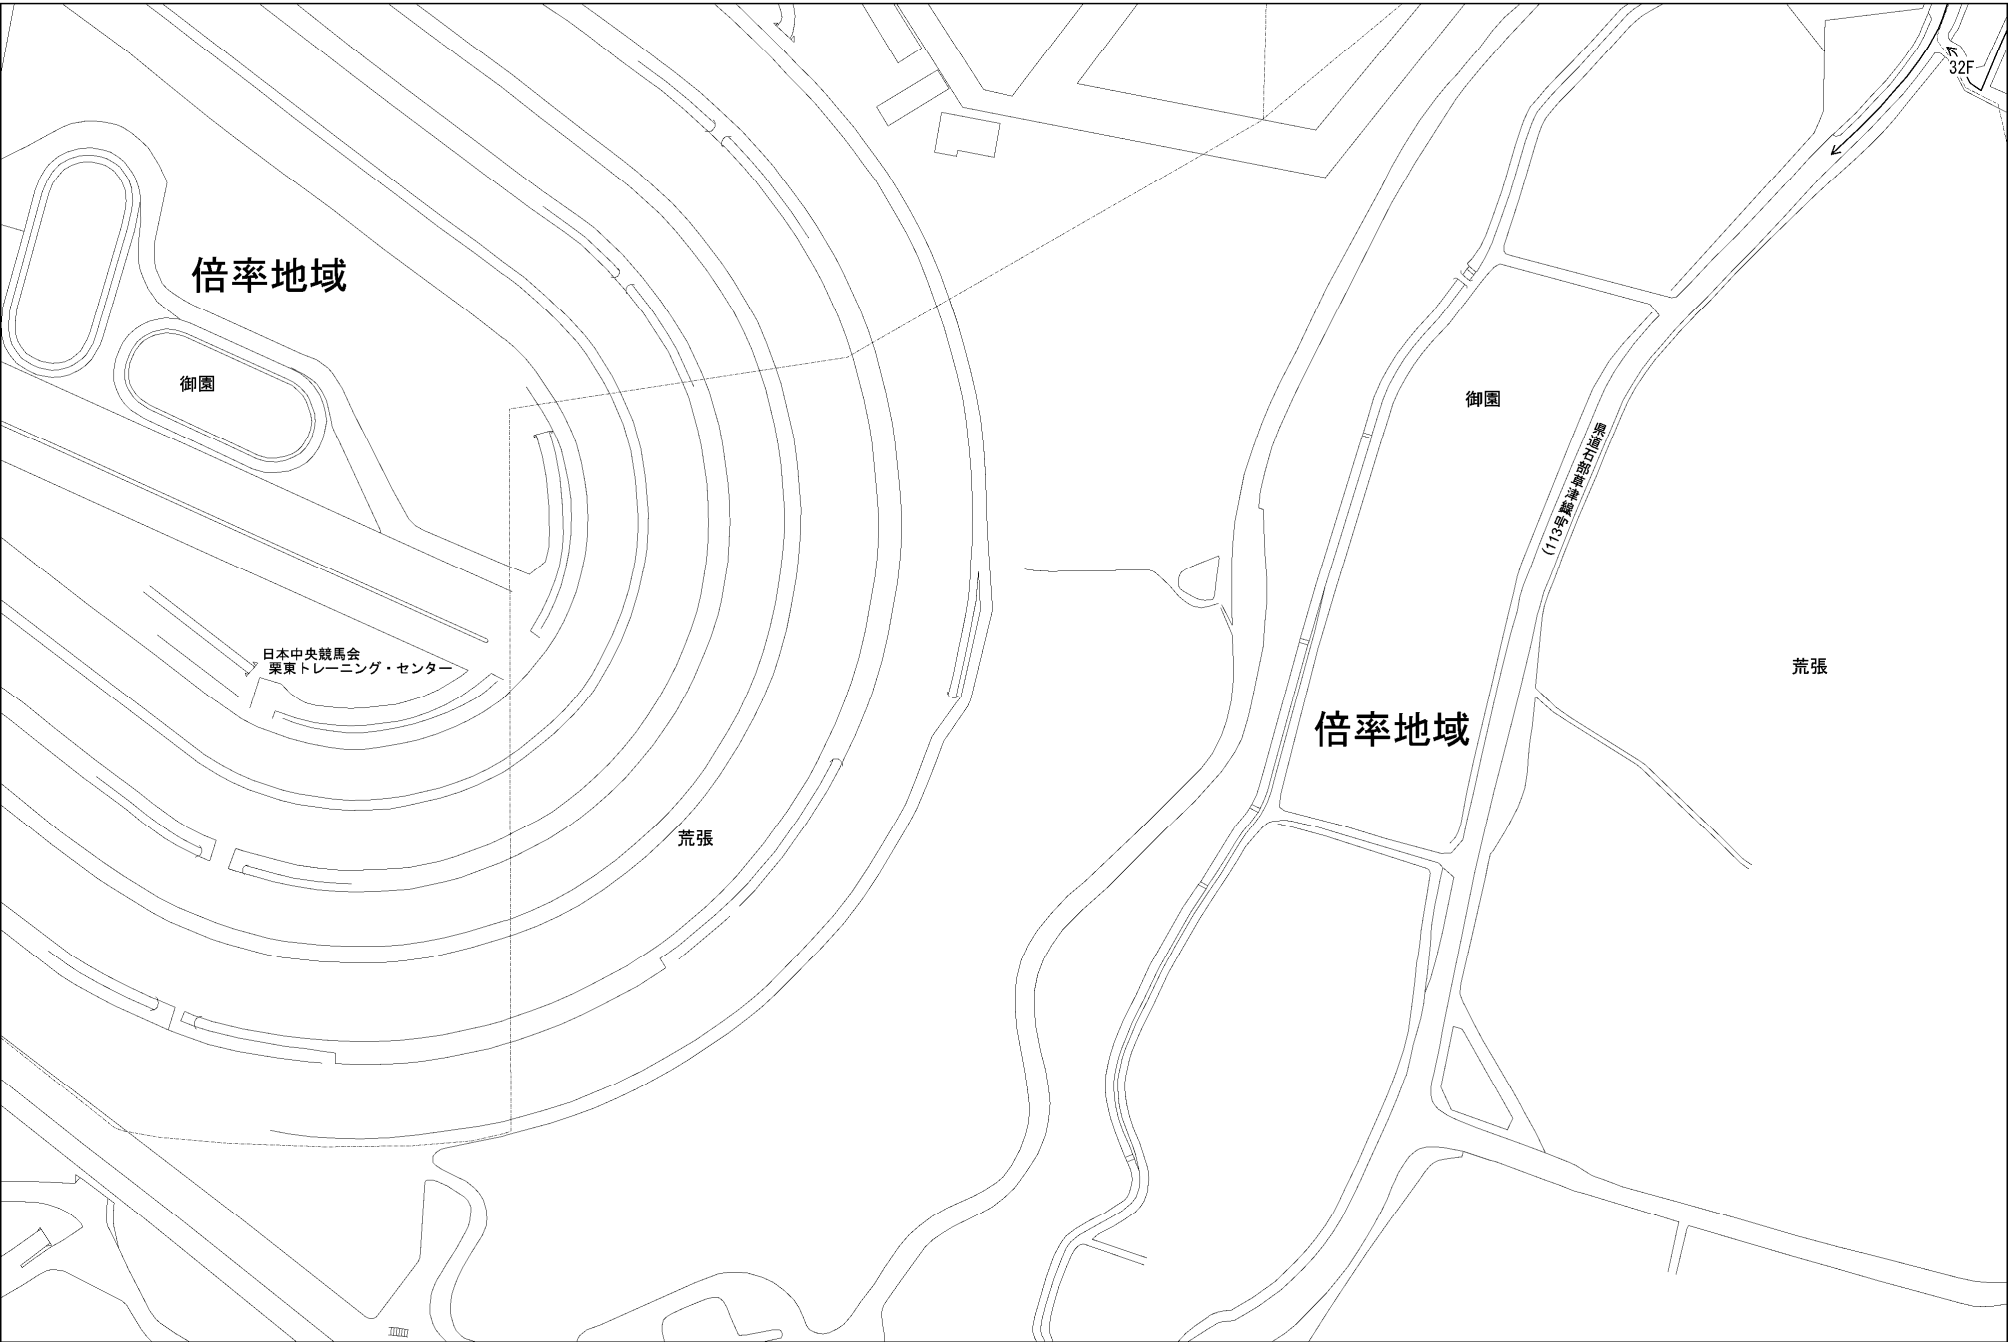 32F
倍率地域
御園
御園
県道石部草津線
(113号線)
荒張
日本中央競馬会
栗東トレーニング・センター
倍率地域
荒張